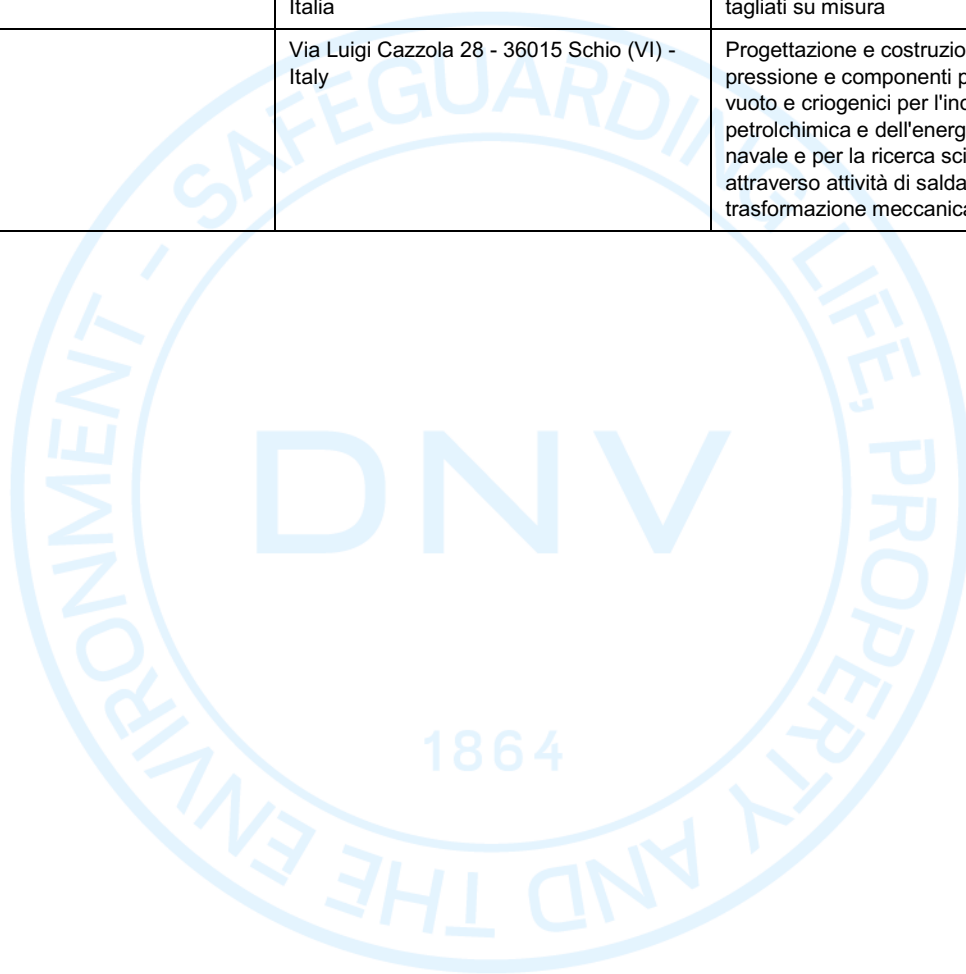 Italia
tagliati su misura
Via Luigi Cazzola 28 - 36015 Schio (VI) -
Italy
Progettazione e costruzio
pressione e componenti p
vuoto e criogenici per l'ind
petrolchimica e dell'energ
navale e per la ricerca sci
attraverso attività di salda
trasformazione meccanica
SAFEGUARDING LIFE, PROPERTY AND THE ENVIRONMENT -
DNV
1864